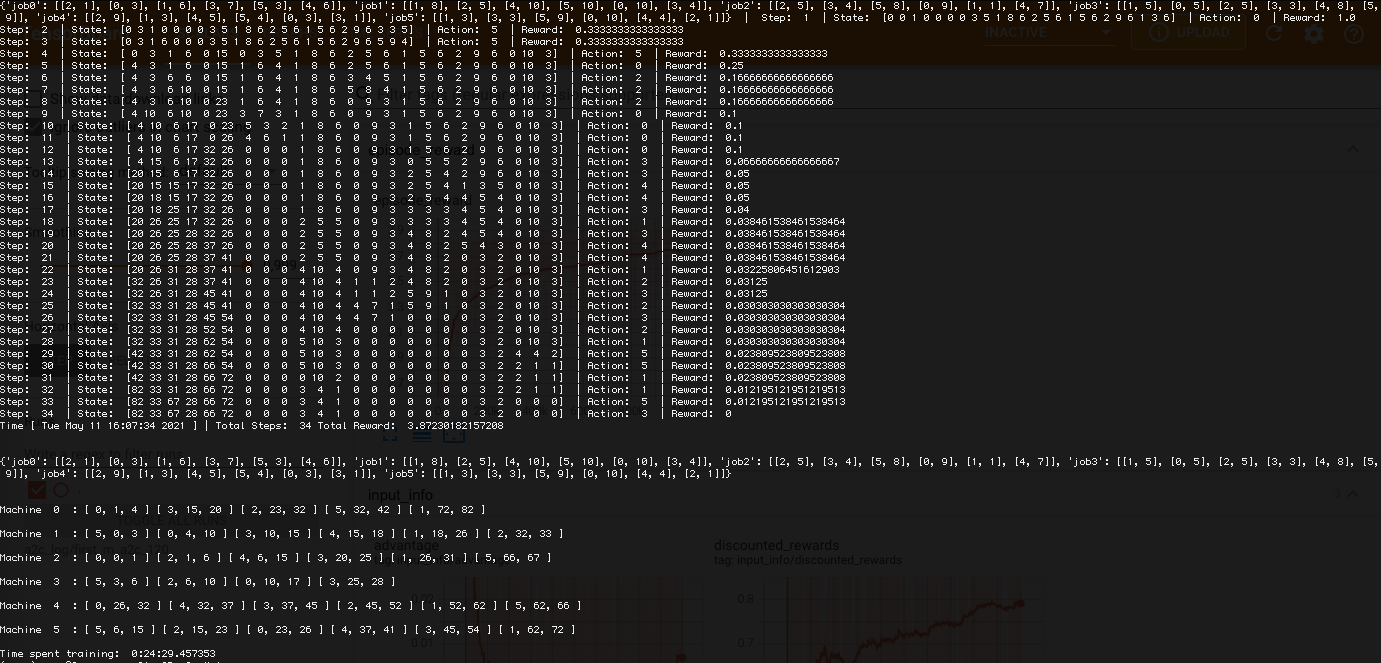 {'job0': [[2, 1], [0, 3], [1, 6], [3, 7], [5, 3], [4, 6]], 'job1': [[1, 8], [2, 5], [4, 10], [5, 10], [0, 10], [3, 4]], 'job2': [[2, 5], [3, 4], [5, 8], [0, 9], [1, 1], [4, 7]], 'job3': [[1, 5], [0, 5], [2, 5], [3, 3], [4, 8], [5,
9]], 'job4': [[2, 9], [1, 3], [4, 5], [5, 4], [0, 3], [3, 1]], 'job5': [[1, 3], [3, 3], [5, 9], [0, 10], [4, 4], [2, 1]]} | Step: 1 | State: [0 0 1 0 0 0 0 3 5 1 8 6 2 5 6 1 5 6 2 9 6 1 3 6] | Action: 0 | Reward: 1.0
Step: 2 | State: [0 3 1 0 0 0 0 3 5 1 8 6 2 5 6 1 5 6 2 9 6 3 3 5] | Action: 5 | Reward: 0.3333333333333333
Step: 3 | State: [0 3 1 6 0 0 0 3 5 1 8 6 2 5 6 1 5 6 2 9 6 5 9 4] | Action: 5 | Reward: 0.3333333333333333
Step: 4 | State: [ 0 3 1 6 0 15 0 3 5 1 8 6 2 5 6 1 5 6 2 9 6 0 10 3] | Action: 5 | Reward: 0.3333333333333333
Step: 5 | State: [ 4 3 1 6 0 15 1 6 4 1 8 6 2 5 6 1 5 6 2 9 6 0 10 3] | Action: 0 | Reward: 0.25
Step: 6 | State: [ 4 3 6 6 0 15 1 6 4 1 8 6 3 4 5 1 5 6 2 9 6 0 10 3] | Action: 2 | Reward: 0.16666666666666666
Step: 7 | State: [ 4 3 6 10 0 15 1 6 4 1 8 6 5 8 4 1 5 6 2 9 6 0 10 3] | Action: 2 | Reward: 0.16666666666666666
Step: 8 | State: [ 4 3 6 10 0 23 1 6 4 1 8 6 0 9 3 1 5 6 2 9 6 0 10 3] | Action: 2 | Reward: 0.16666666666666666
Step: 9 | State: [ 4 10 6 10 0 23 3 7 3 1 8 6 0 9 3 1 5 6 2 9 6 0 10 3] | Action: 0 | Reward: 0.1
Step: 10 | State: [ 4 10 6 17 0 23 5 3 2 1 8 6 0 9 3 1 5 6 2 9 6 0 10 3] | Action: 0 | Reward: 0.1
Step: 11 | State: [ 4 10 6 17 0 26 4 6 1 1 8 6 0 9 3 1 5 6 2 9 6 0 10 3] | Action: 0 | Reward: 0.1
Step: 12 | State: [ 4 10 6 17 32 26 0 0 0 1 8 6 0 9 3 1 5 6 2 9 6 0 10 3] | Action: 0 | Reward: 0.1
Step: 13 | State: [ 4 15 6 17 32 26 0 0 0 1 8 6 0 9 3 0 5 5 2 9 6 0 10 3] | Action: 3 | Reward: 0.06666666666666667
Step: 14 | State: [20 15 6 17 32 26 0 0 0 1 8 6 0 9 3 2 5 4 2 9 6 0 10 3] | Action: 3 | Reward: 0.05
Step: 15 | State: [20 15 15 17 32 26 0 0 0 1 8 6 0 9 3 2 5 4 1 3 5 0 10 3] | Action: 4 | Reward: 0.05
Step: 16 | State: [20 18 15 17 32 26 0 0 0 1 8 6 0 9 3 2 5 4 4 5 4 0 10 3] | Action: 4 | Reward: 0.05
Step: 17 | State: [20 18 25 17 32 26 0 0 0 1 8 6 0 9 3 3 3 3 4 5 4 0 10 3] | Action: 3 | Reward: 0.04
Step: 18 | State: [20 26 25 17 32 26 0 0 0 2 5 5 0 9 3 3 3 3 4 5 4 0 10 3] | Action: 1 | Reward: 0.038461538461538464
Step: 19 | State: [20 26 25 28 32 26 0 0 0 2 5 5 0 9 3 4 8 2 4 5 4 0 10 3] | Action: 3 | Reward: 0.038461538461538464
Step: 20 | State: [20 26 25 28 37 26 0 0 0 2 5 5 0 9 3 4 8 2 5 4 3 0 10 3] | Action: 4 | Reward: 0.038461538461538464
Step: 21 | State: [20 26 25 28 37 41 0 0 0 2 5 5 0 9 3 4 8 2 0 3 2 0 10 3] | Action: 4 | Reward: 0.038461538461538464
Step: 22 | State: [20 26 31 28 37 41 0 0 0 4 10 4 0 9 3 4 8 2 0 3 2 0 10 3] | Action: 1 | Reward: 0.03225806451612903
Step: 23 | State: [32 26 31 28 37 41 0 0 0 4 10 4 1 1 2 4 8 2 0 3 2 0 10 3] | Action: 2 | Reward: 0.03125
Step: 24 | State: [32 26 31 28 45 41 0 0 0 4 10 4 1 1 2 5 9 1 0 3 2 0 10 3] | Action: 3 | Reward: 0.03125
Step: 25 | State: [32 33 31 28 45 41 0 0 0 4 10 4 4 7 1 5 9 1 0 3 2 0 10 3] | Action: 2 | Reward: 0.030303030303030304
Step: 26 | State: [32 33 31 28 45 54 0 0 0 4 10 4 4 7 1 0 0 0 0 3 2 0 10 3] | Action: 3 | Reward: 0.030303030303030304
Step: 27 | State: [32 33 31 28 52 54 0 0 0 4 10 4 0 0 0 0 0 0 0 3 2 0 10 3] | Action: 2 | Reward: 0.030303030303030304
Step: 28 | State: [32 33 31 28 62 54 0 0 0 5 10 3 0 0 0 0 0 0 0 3 2 0 10 3] | Action: 1 | Reward: 0.030303030303030304
Step: 29 | State: [42 33 31 28 62 54 0 0 0 5 10 3 0 0 0 0 0 0 0 3 2 4 4 2] | Action: 5 | Reward: 0.023809523809523808
Step: 30 | State: [42 33 31 28 66 54 0 0 0 5 10 3 0 0 0 0 0 0 0 3 2 2 1 1] | Action: 5 | Reward: 0.023809523809523808
Step: 31 | State: [42 33 31 28 66 72 0 0 0 0 10 2 0 0 0 0 0 0 0 3 2 2 1 1] | Action: 1 | Reward: 0.023809523809523808
Step: 32 | State: [82 33 31 28 66 72 0 0 0 3 4 1 0 0 0 0 0 0 0 3 2 2 1 1] | Action: 1 | Reward: 0.012195121951219513
Step: 33 | State: [82 33 67 28 66 72 0 0 0 3 4 1 0 0 0 0 0 0 0 3 2 0 0 0] | Action: 5 | Reward: 0.012195121951219513
Step: 34 | State: [82 33 67 28 66 72 0 0 0 3 4 1 0 0 0 0 0 0 0 3 2 0 0 0] | Action: 3 | Reward: 0
Time [ Tue May 11 16:07:34 2021 ] | Total Steps: 34 Total Reward: 3.87230182157208
{'job0': [[2, 1], [0, 3], [1, 6], [3, 7], [5, 3], [4, 6]], 'job1': [[1, 8], [2, 5], [4, 10], [5, 10], [0, 10], [3, 4]], 'job2': [[2, 5], [3, 4], [5, 8], [0, 9], [1, 1], [4, 7]], 'job3': [[1, 5], [0, 5], [2, 5], [3, 3], [4, 8], [5,
9]], 'job4': [[2, 9], [1, 3], [4, 5], [5, 4], [0, 3], [3, 1]], 'job5': [[1, 3], [3, 3], [5, 9], [0, 10], [4, 4], [2, 1]]}
Machine 0 : [ 0, 1, 4 ] [ 3, 15, 20 ] [ 2, 23, 32 ] [ 5, 32, 42 ] [ 1, 72, 82 ]
Machine 1 : [ 5, 0, 3 ] [ 0, 4, 10 ] [ 3, 10, 15 ] [ 4, 15, 18 ] [ 1, 18, 26 ] [ 2, 32, 33 ]
Machine 2 : [ 0, 0, 1 ] [ 2, 1, 6 ] [ 4, 6, 15 ] [ 3, 20, 25 ] [ 1, 26, 31 ] [ 5, 66, 67 ]
Machine 3 : [ 5, 3, 6 ] [ 2, 6, 10 ] [ 0, 10, 17 ] [ 3, 25, 28 ]
Machine 4 : [ 0, 26, 32 ] [ 4, 32, 37 ] [ 3, 37, 45 ] [ 2, 45, 52 ] [ 1, 52, 62 ] [ 5, 62, 66 ]
Machine 5 : [ 5, 6, 15 ] [ 2, 15, 23 ] [ 0, 23, 26 ] [ 4, 37, 41 ] [ 3, 45, 54 ] [ 1, 62, 72 ]
Time spent training: 0:24:29.457353
INACTIVE
UPLOAD
Write a regex to filter runs
TOGGLE ALL RUNS
input_info
advantage
discounted_rewards
tag: input_info/discounted_rewards
0.02
0.01
0.8
0.7